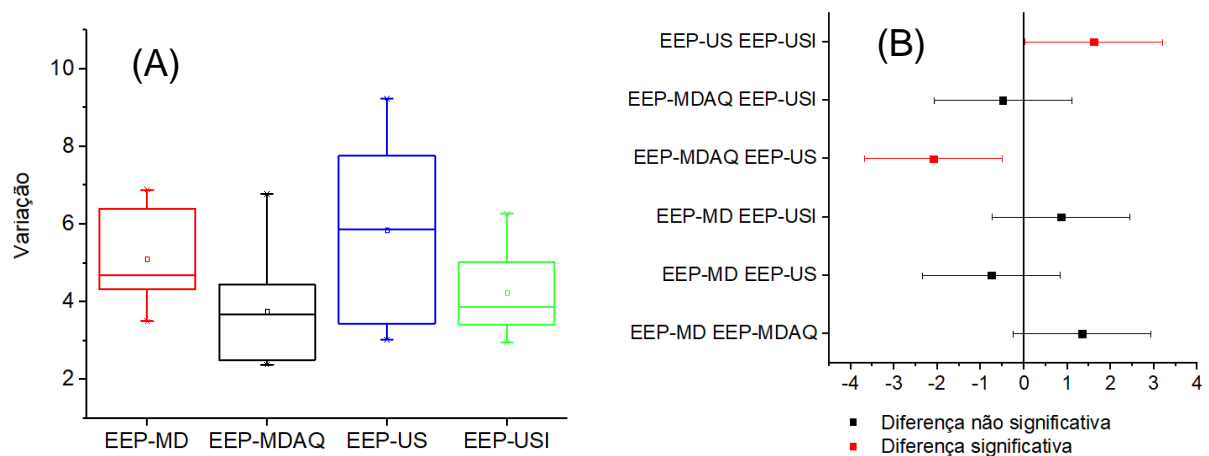 (A)
Variação
10
8
6
4
2
EEP-MD
EEP-MDAQ
EEP-US
EEP-USI
(B)
EEP-US EEP-USI
EEP-MDAQ EEP-USI
EEP-MDAQ EEP-US
EEP-MD EEP-USI
EEP-MD EEP-US
EEP-MD EEP-MDAQ
-4 -3 -2 -1 0 1 2 3 4
Diferença não significativa
Diferença significativa